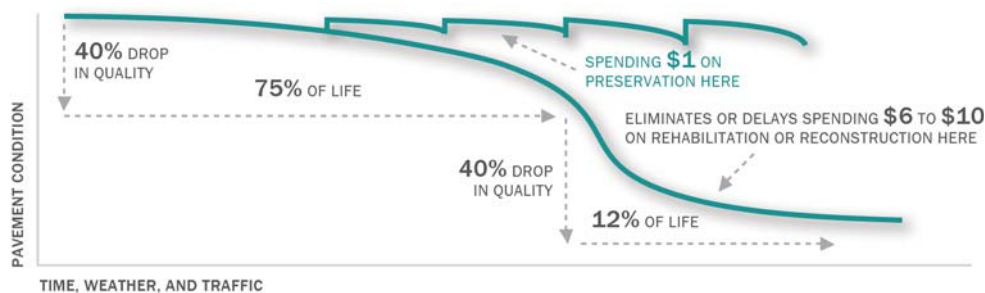 40% DROP
IN QUALITY
75% OF LIFE
SPENDING $1 ON
PRESERVATION HERE
ELIMINATES OR DELAYS SPENDING $6 TO $10
ON REHABILITATION OR RECONSTRUCTION HERE
40% DROP
IN QUALITY
12% OF LIFE
PAVEMENT CONDITION
TIME, WEATHER, AND TRAFFIC